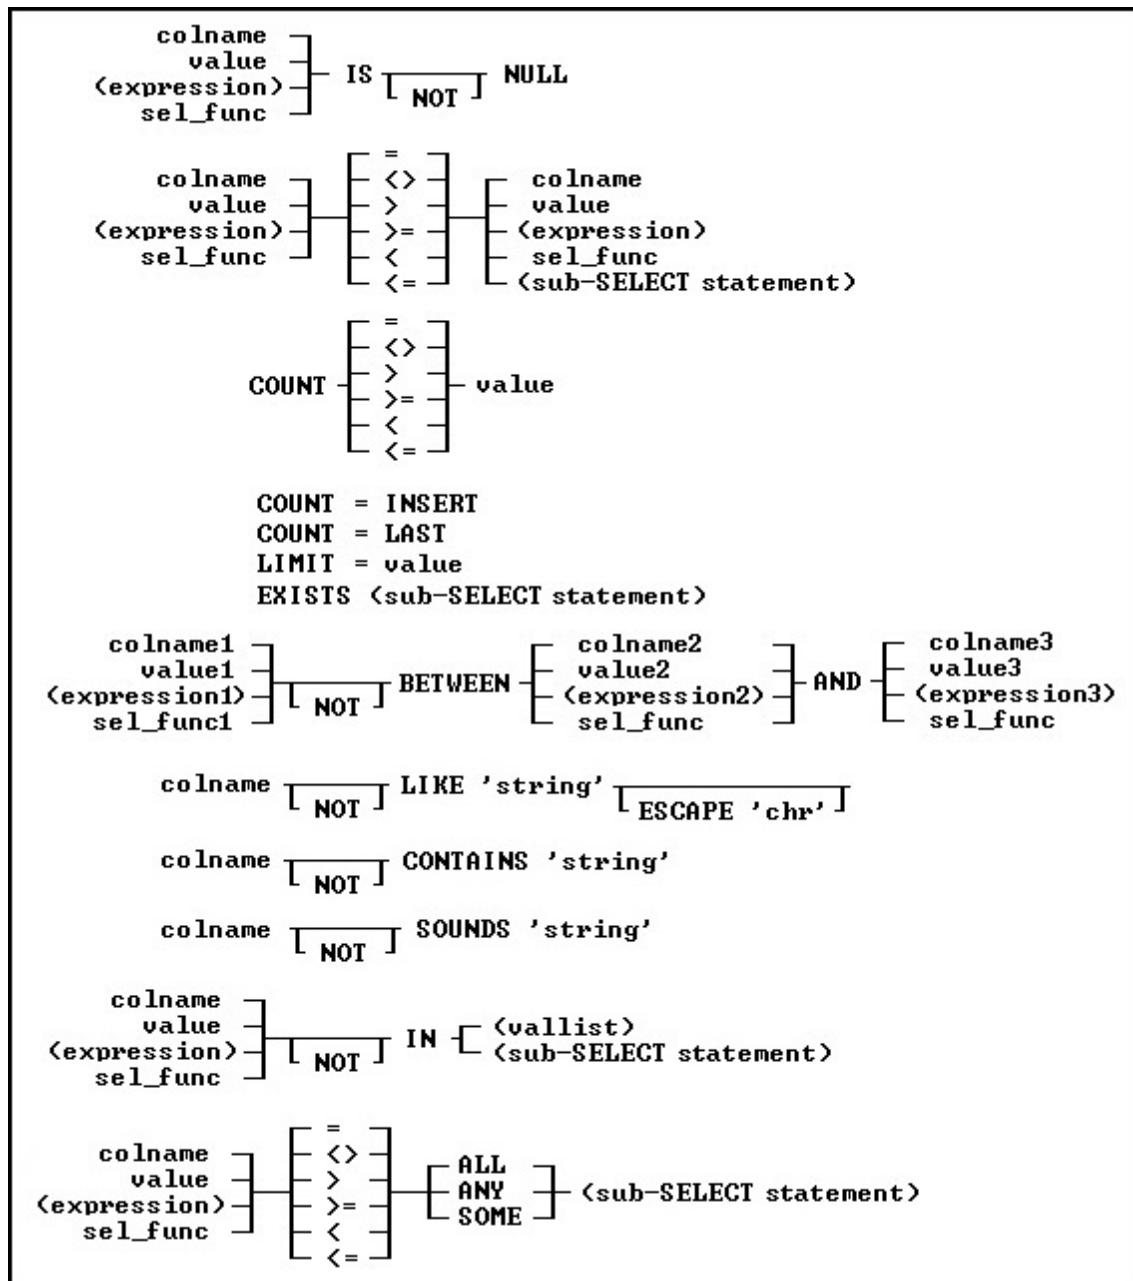 colname
value
(expression) IS NOT NULL
sel_func
=
colname <> colname
value > value
(expression) >= (expression)
sel_func < sel_func
<= (sub-SELECT statement)
=
<>
>
COUNT >= value
<
<=
COUNT = INSERT
COUNT = LAST
LIMIT = value
EXISTS (sub-SELECT statement)
colname1 colname2 colname3
value1 value2 value3
(expression1) NOT BETWEEN (expression2) AND (expression3)
sel_func1 sel_func sel_func
colname NOT LIKE 'string' ESCAPE 'chr'
colname NOT CONTAINS 'string'
colname NOT SOUNDS 'string'
colname
value (vallist)
(expression) NOT IN (sub-SELECT statement)
sel_func
=
colname <> ALL
value > ANY (sub-SELECT statement)
(expression) >= SOME
sel_func <
<=